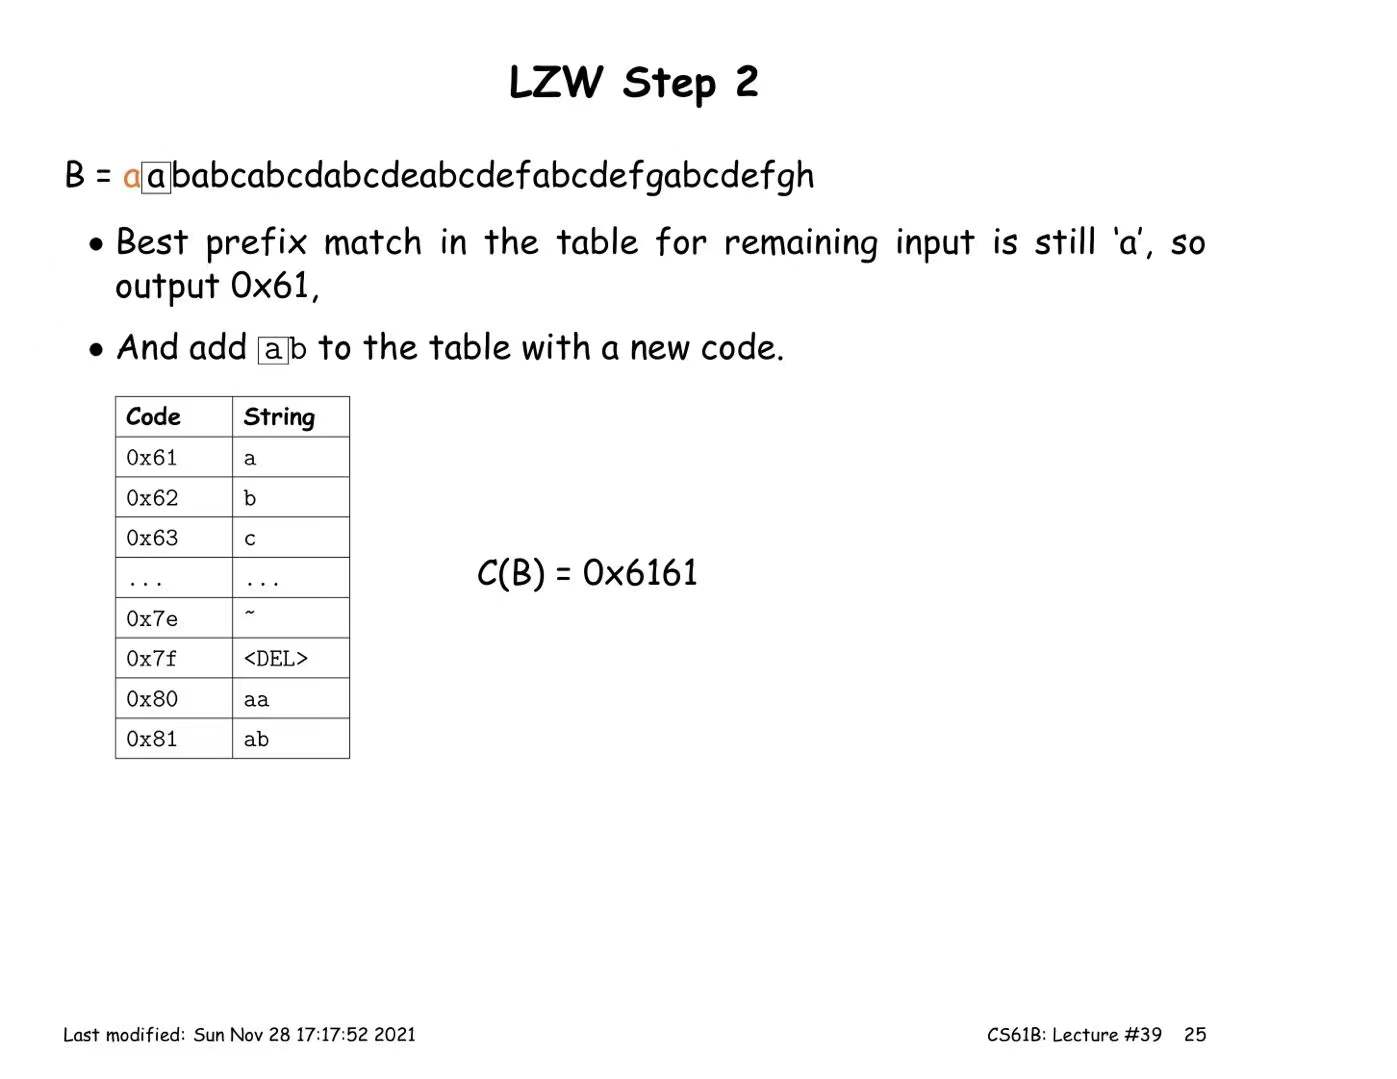 LZW Step 2
B = aababcabcdabcdeabcdefabcdefgabcdefgh
• Best prefix match in the table for remaining input is still ‘a’, so
output 0x61,
• And add ab to the table with a new code.
Code String
0x61 a
0x62 b
0x63 c
... ...
0x7e ~
0x7f <DEL>
0x80 aa
0x81 ab
C(B) = 0x6161
Last modified: Sun Nov 28 17:17:52 2021
CS61B: Lecture #39 25